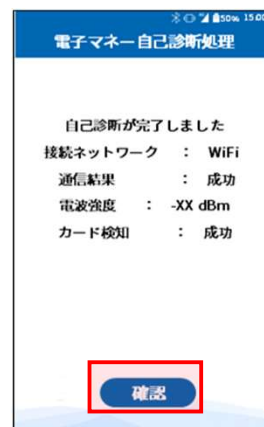 50% 15:00
電子マネー自己診断処理
自己診断が完了しました
接続ネットワーク : WiFi
通信結果 : 成功
電波強度 : -XX dBm
カード検知 : 成功
確認